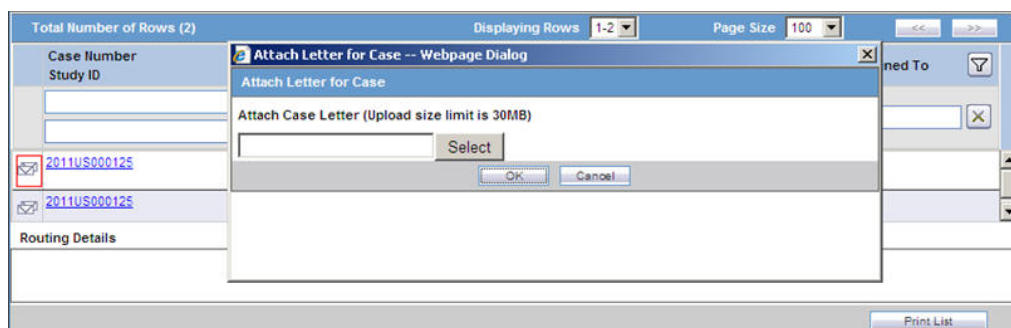 Total Number of Rows (2) Displaying Rows 1-2 Page Size 100 << >>
Attach Letter for Case -- Webpage Dialog
Case Number
Study ID
ned To
Attach Letter for Case
Attach Case Letter (Upload size limit is 30MB)
Select
OK Cancel
2011US000125
2011US000125
Routing Details
Print List